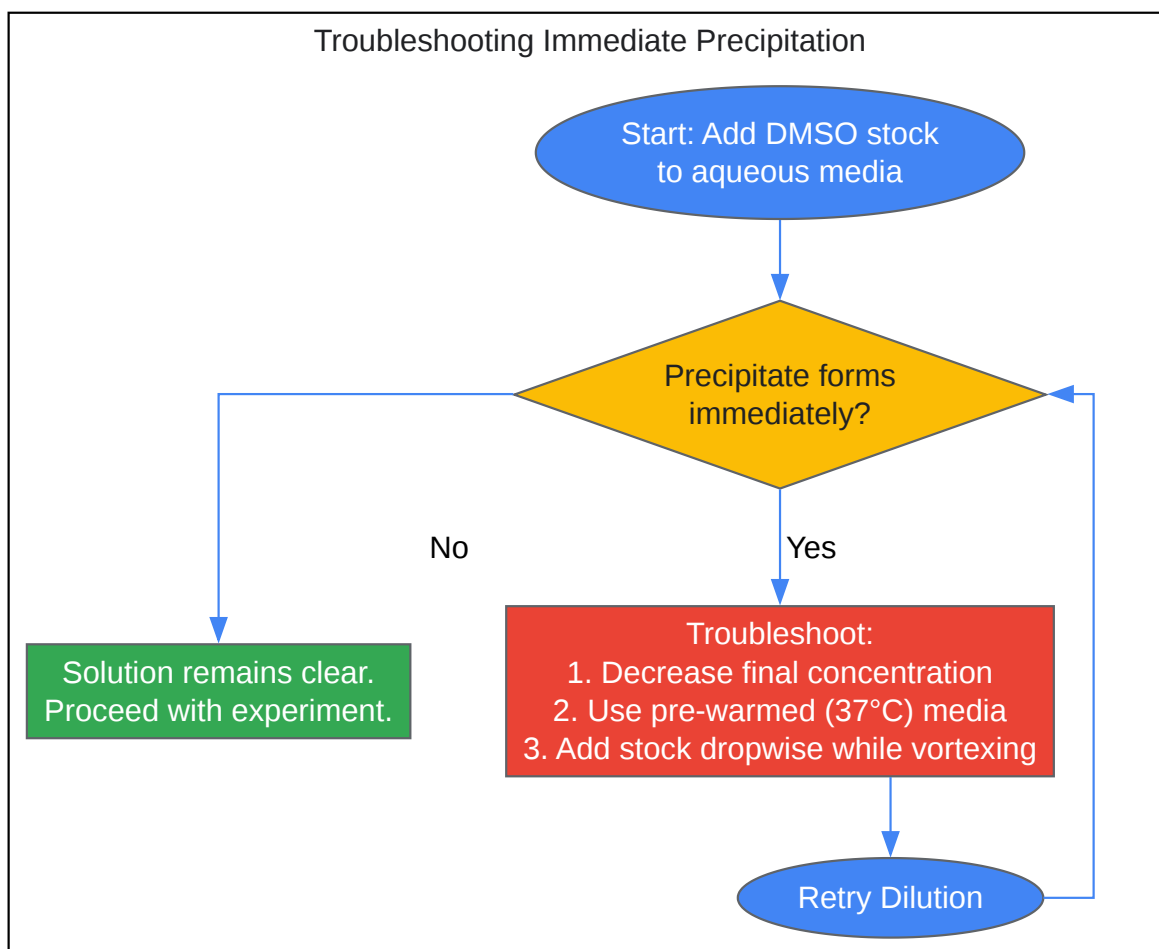 Troubleshooting Immediate Precipitation
Start: Add DMSO stock
to aqueous media
Precipitate forms
immediately?
No
Yes
Solution remains clear.
Proceed with experiment.
Troubleshoot:
1. Decrease final concentration
2. Use pre-warmed (37°C) media
3. Add stock dropwise while vortexing
Retry Dilution